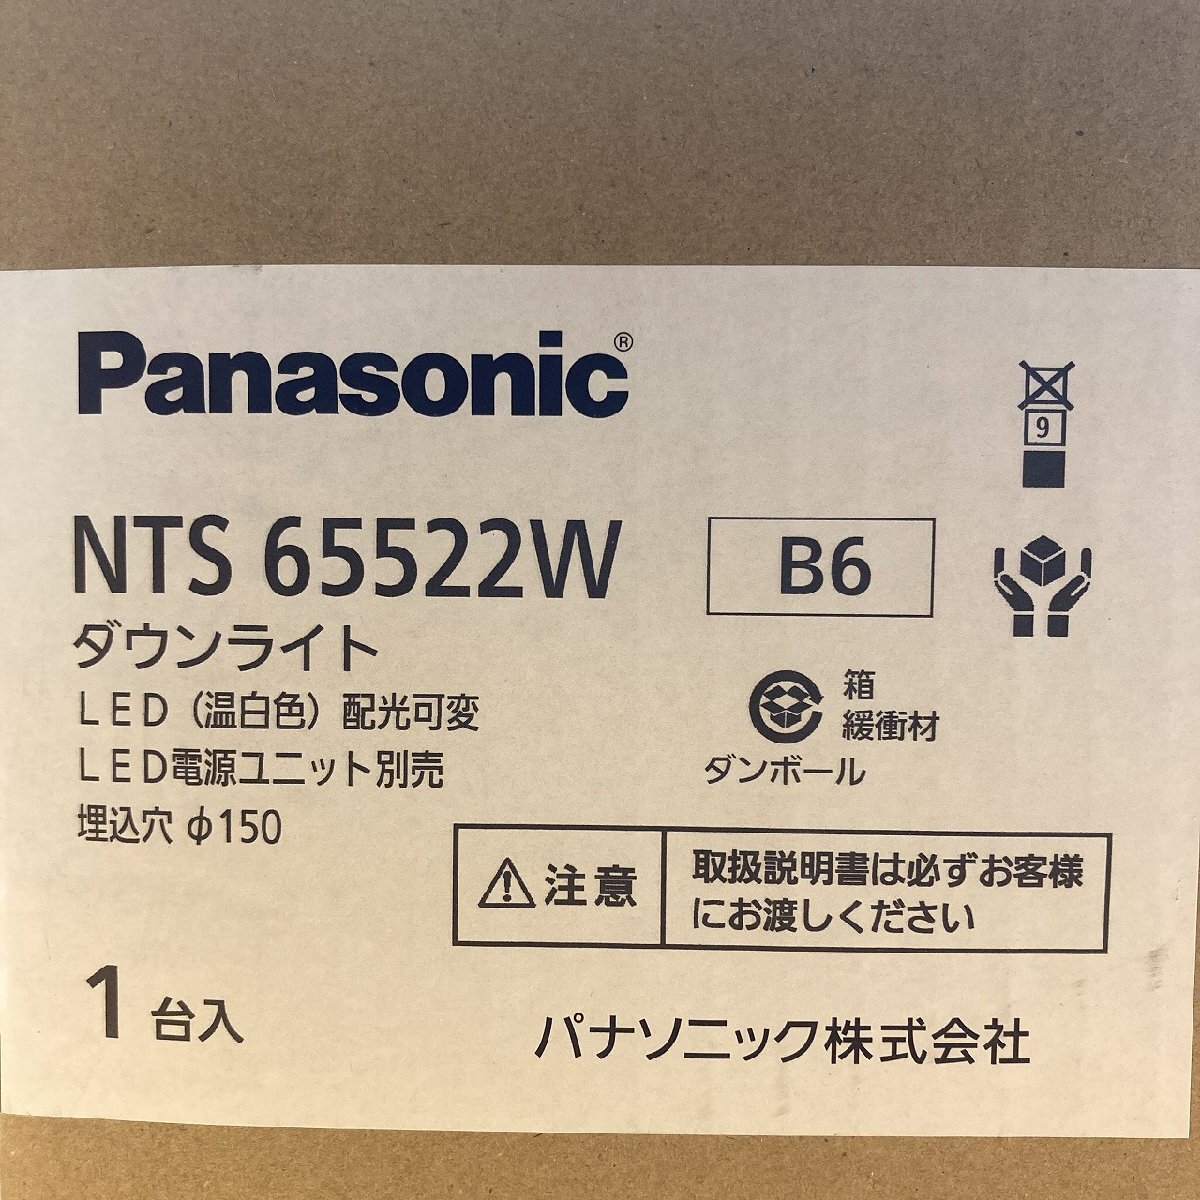 Panasonic®
9
NTS 65522W
B6
ダウンライト
LED（温白色）配光可変
LED電源ユニット別売
埋込穴 φ150
箱
緩衝材
ダンボール
注意
取扱説明書は必ずお客様
にお渡しください
1 台入
パナソニック株式会社